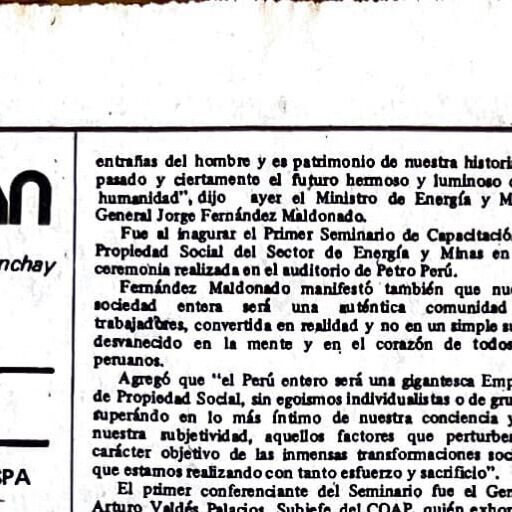 entrañas del hombre y es patrimonio de nuestra histori
pasado y ciertamente el futuro hermoso y luminoso
humanidad", dijo ayer el Ministro de Energía y M
General Jorge Fernández Maldonado.
Fue al inagurar el Primer Seminario de Capacitació
Propiedad Social del Sector de Energía y Minas en
ceremonia realizada en el auditorio de Petro Perú.
Fernández Maldonado manifestó también que nu
sociedad entera será una auténtica comunidad
trabajadores, convertida en realidad y no en un simple su
desvanecido en la mente y en el corazón de todos
peruanos.
Agregó que "el Perú entero será una gigantesca Emp
de Propiedad Social, sin egoismos individualistas o de gru
superándo en lo más íntimo de nuestra conciencia y
nuestra subjetividad, aquellos factores que perturbe
carácter objetivo de las inmensas transformaciones soc
que estamos realizando con tanto esfuerzo y sacrificio".
El primer conferenciante del Seminario fue el Gen
Arturo Valdés Palacios, Subjefe del COAP, quién exhor
AN
nchay
SPA